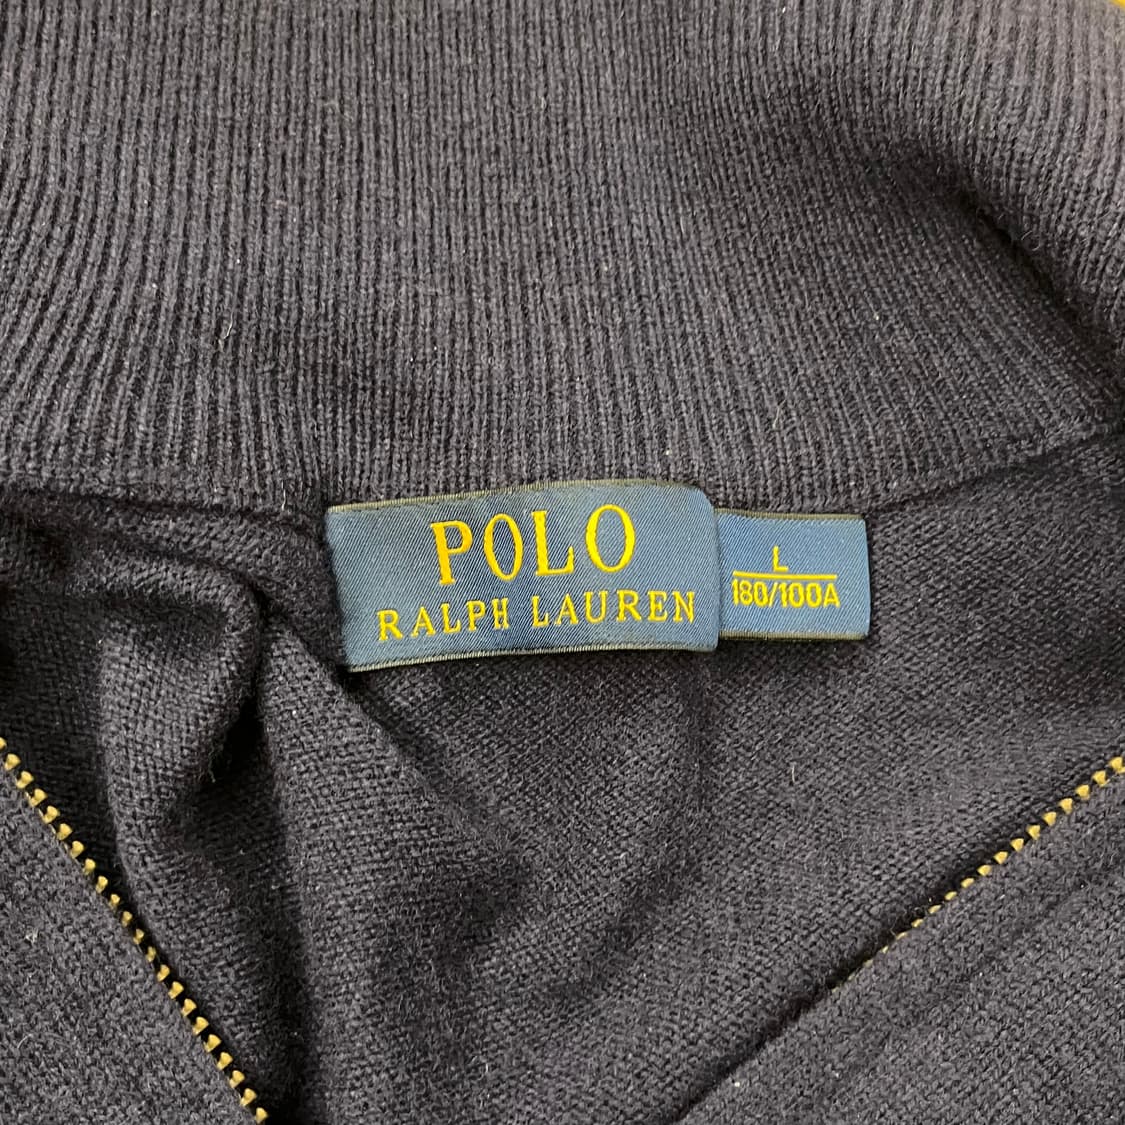 POLO
RALPH LAUREN
L
180/100A